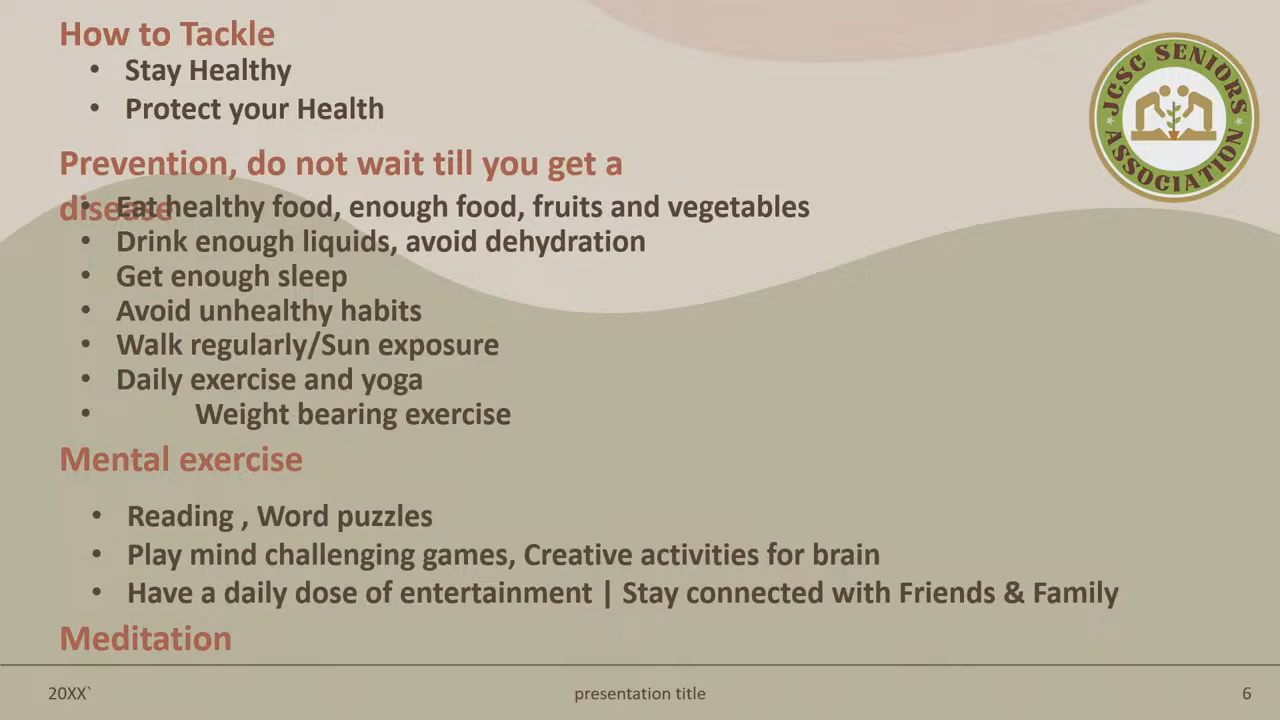 How to Tackle
• Stay Healthy
• Protect your Health
JCSC SENIORS
ASSOCIATION
Prevention, do not wait till you get a
disease
• Eat healthy food, enough food, fruits and vegetables
• Drink enough liquids, avoid dehydration
• Get enough sleep
• Avoid unhealthy habits
• Walk regularly/Sun exposure
• Daily exercise and yoga
• Weight bearing exercise
Mental exercise
• Reading , Word puzzles
• Play mind challenging games, Creative activities for brain
• Have a daily dose of entertainment | Stay connected with Friends & Family
Meditation
20XX`
presentation title
6